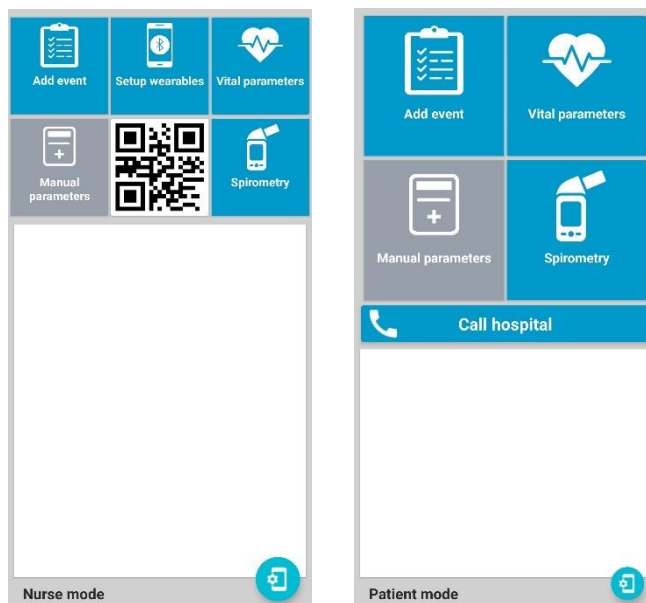 Add event
Setup wearables
Vital parameters
Manual
parameters
Spirometry
Nurse mode
Add event
Vital parameters
Manual parameters
Spirometry
Call hospital
Patient mode